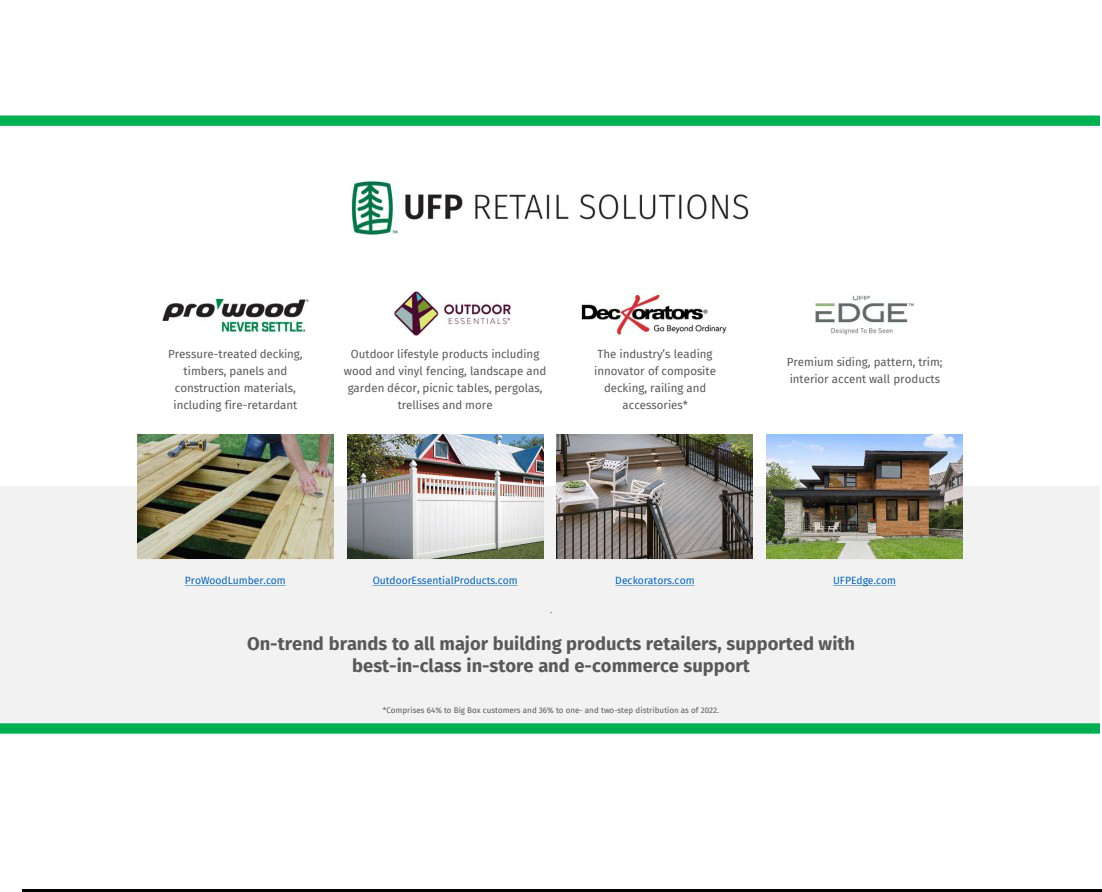 UFP RETAIL SOLUTIONS
pro'wood™
NEVER SETTLE.
Pressure-treated decking,
timbers, panels and
construction materials,
including fire-retardant
OUTDOOR
ESSENTIALS®
Outdoor lifestyle products including
wood and vinyl fencing, landscape and
garden décor, picnic tables, pergolas,
trellises and more
Deckorators®
Go Beyond Ordinary
The industry’s leading
innovator of composite
decking, railing and
accessories*
UFP
EDGE™
Designed To Be Seen
Premium siding, pattern, trim;
interior accent wall products
ProWoodLumber.com
OutdoorEssentialProducts.com
Deckorators.com
UFPEdge.com
.
On-trend brands to all major building products retailers, supported with
best-in-class in-store and e-commerce support
*Comprises 64% to Big Box customers and 36% to one- and two-step distribution as of 2022.